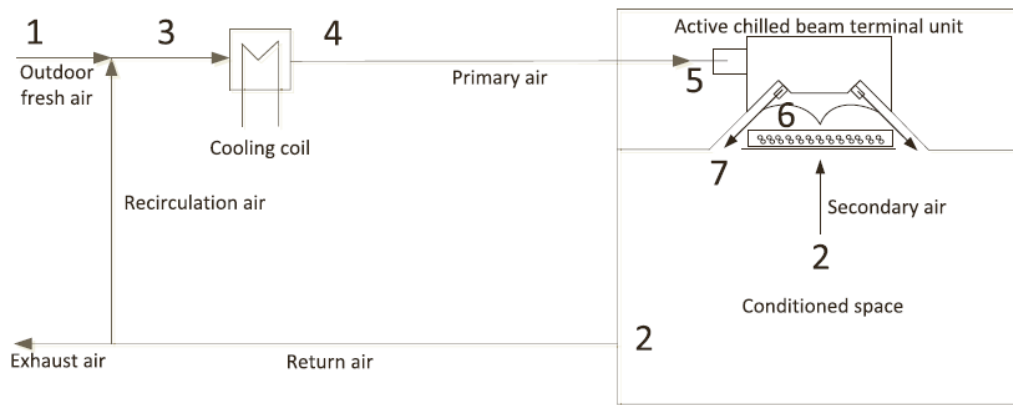 1
3
4
Active chilled beam terminal unit
Outdoor
fresh air
Primary air
5
6
Cooling coil
7
Recirculation air
Secondary air
2
Conditioned space
2
Exhaust air
Return air